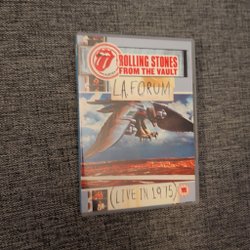 ROLLING STONES
FROM THE VAULT
L.A. FORUM
(LIVE IN 1975)